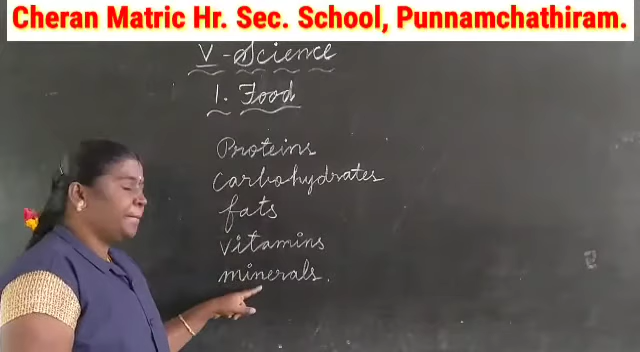 Cheran Matric Hr. Sec. School, Punnamchathiram.
V - Science
1. Food
Proteins
Carbohydrates
fats
Vitamins
minerals.